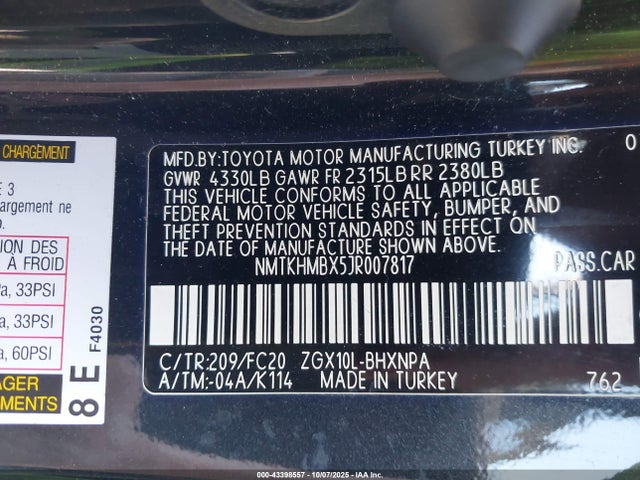 CHARGEMENT
E 3
argement ne
o.
ION DES
À FROID
a, 33PSI
a, 33PSI
a, 60PSI
AGER
EMENTS
8 E
F4030
MFD.BY:TOYOTA MOTOR MANUFACTURING TURKEY INC. 0
GVWR 4330LB GAWR FR 2315LB RR 2380LB
THIS VEHICLE CONFORMS TO ALL APPLICABLE
FEDERAL MOTOR VEHICLE SAFETY, BUMPER, AND
THEFT PREVENTION STANDARDS IN EFFECT ON
THE DATE OF MANUFACTURE SHOWN ABOVE.
NMTKHMBX5JR007817 PASS.CAR
C/TR:209/FC20 ZGX10L-BHXNPA
A/TM:-04A/K114 MADE IN TURKEY 762
000-43398557 - 10/07/2025 - IAA Corp.